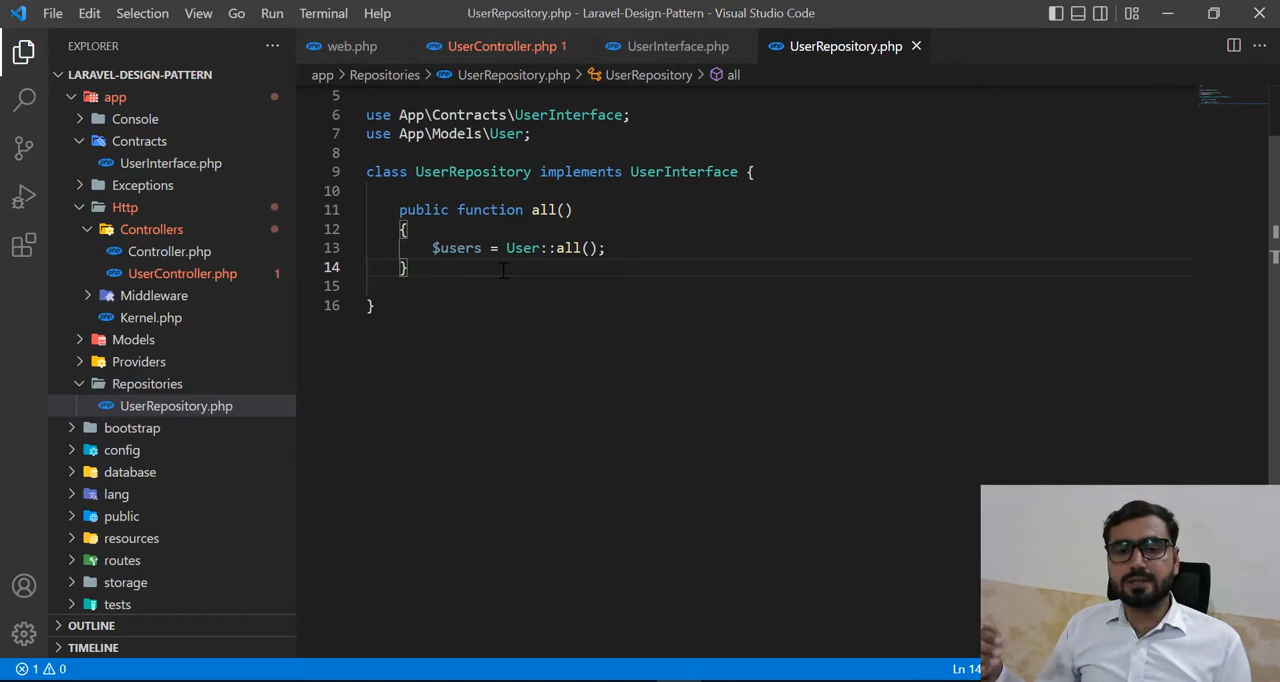 File Edit Selection View Go Run Terminal Help
UserRepository.php - Laravel-Design-Pattern - Visual Studio Code
EXPLORER
LARAVEL-DESIGN-PATTERN
app
Console
Contracts
UserInterface.php
Exceptions
Http
Controllers
Controller.php
UserController.php 1
Middleware
Kernel.php
Models
Providers
Repositories
UserRepository.php
bootstrap
config
database
lang
public
resources
routes
storage
tests
OUTLINE
TIMELINE
web.php UserController.php 1 UserInterface.php UserRepository.php
app > Repositories > UserRepository.php > UserRepository > all
5
6 use App\Contracts\UserInterface;
7 use App\Models\User;
8
9 class UserRepository implements UserInterface {
10
11 public function all()
12 {
13 $users = User::all();
14 }
15
16 }
1 0
Ln 14